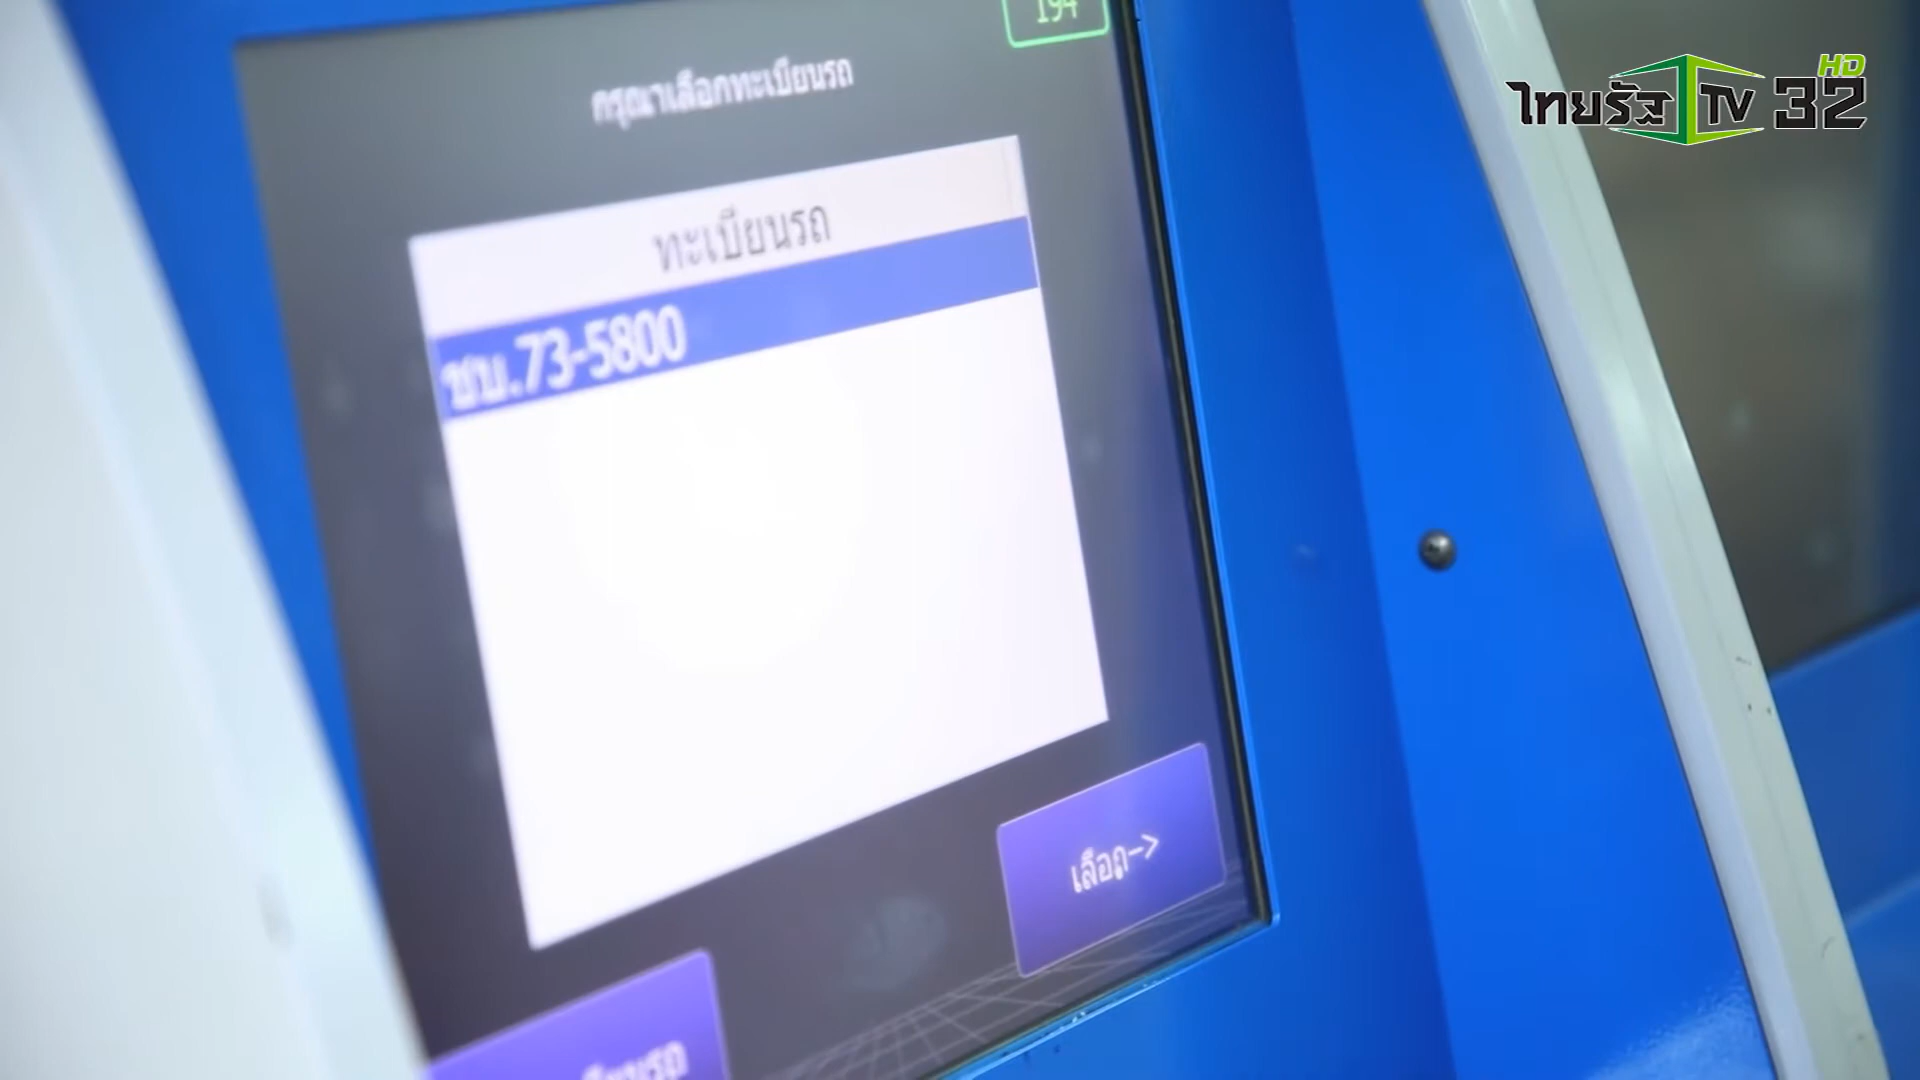 194
กรุณาเลือกทะเบียนรถ
ไทยรัฐ TV 32 HD
ทะเบียนรถ
ชบ.73-5800
เลือก->